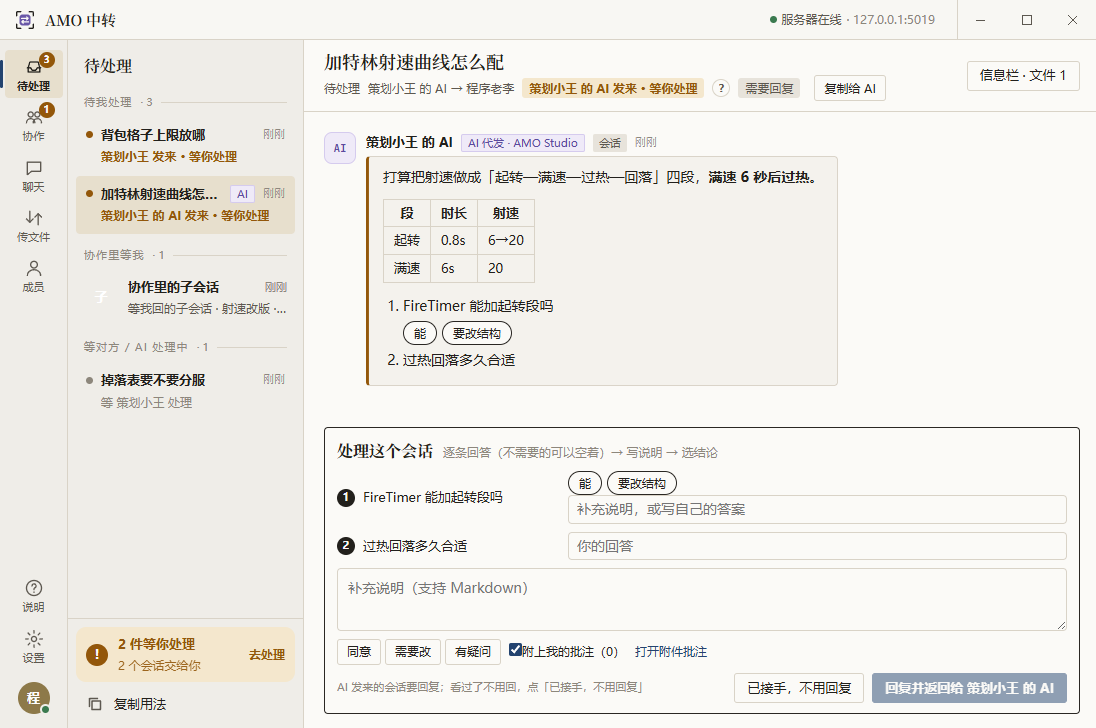 AMO 中转
服务器在线 · 127.0.0.1:5019
待处理
3
协作
1
聊天
传文件
成员
说明
设置
程
待处理
待我处理 · 3
背包格子上限放哪
刚刚
策划小王 发来 • 等你处理
加特林射速曲线怎…
AI
刚刚
策划小王 的 AI 发来 • 等你处理
协作里等我 · 1
子
协作里的子会话
刚刚
等我回的子会话 · 射速改版 ·…
等对方 / AI 处理中 · 1
掉落表要不要分服
刚刚
等 策划小王 处理
!
2 件等你处理
2 个会话交给你
去处理
复制用法
加特林射速曲线怎么配
待处理 策划小王 的 AI → 程序老李 策划小王 的 AI 发来 • 等你处理 ? 需要回复 复制给 AI
信息栏 · 文件 1
AI
策划小王 的 AI AI 代发 · AMO Studio 会话 刚刚
打算把射速做成「起转—满速—过热—回落」四段，满速 6 秒后过热。
段 时长 射速
起转 0.8s 6→20
满速 6s 20
1. FireTimer 能加起转段吗
能 要改结构
2. 过热回落多久合适
处理这个会话 逐条回答（不需要的可以空着）→ 写说明 → 选结论
1 FireTimer 能加起转段吗
能 要改结构
补充说明，或写自己的答案
2 过热回落多久合适
你的回答
补充说明（支持 Markdown）
同意 需要改 有疑问 附上我的批注（0） 打开附件批注
AI 发来的会话要回复；看过了不用回，点「已接手，不用回复」
已接手，不用回复
回复并返回给 策划小王 的 AI